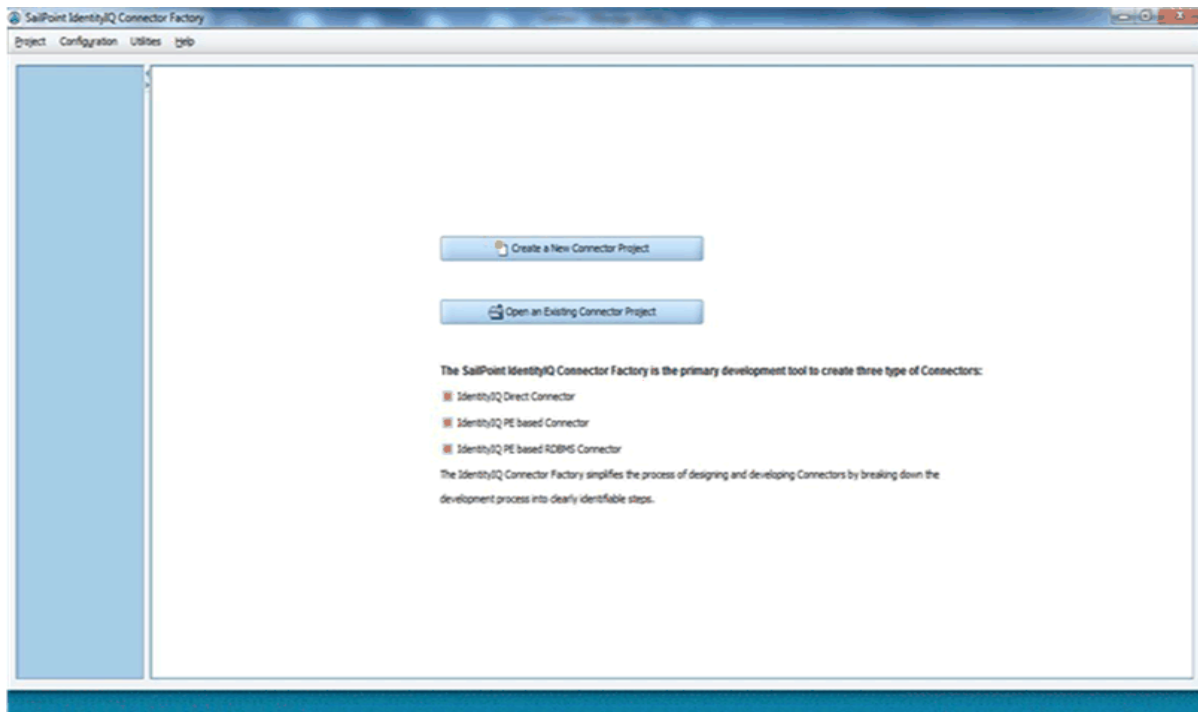 SailPoint IdentityIQ Connector Factory
Project Configuration Utilities Help
Create a New Connector Project
Open an Existing Connector Project
The SailPoint IdentityIQ Connector Factory is the primary development tool to create three type of Connectors:
IdentityIQ Direct Connector
IdentityIQ PE based Connector
IdentityIQ PE based RDBMS Connector
The IdentityIQ Connector Factory simplifies the process of designing and developing Connectors by breaking down the
development process into clearly identifiable steps.